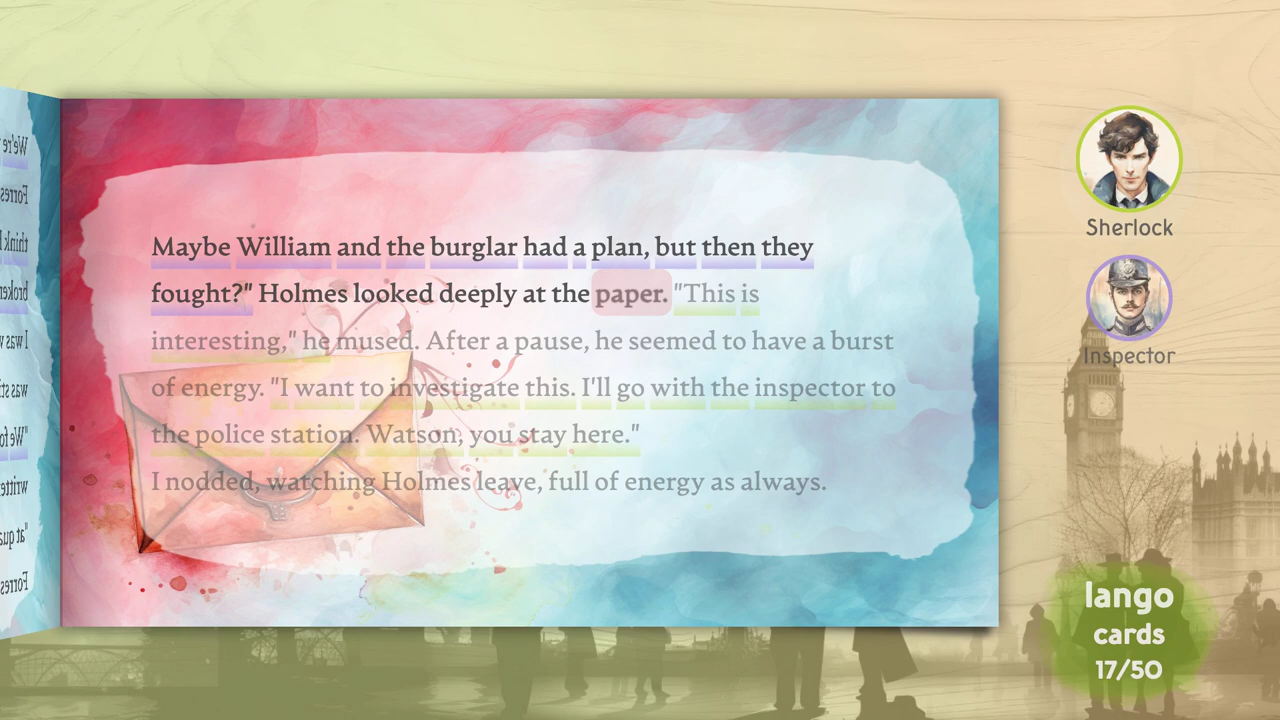 Maybe William and the burglar had a plan, but then they
fought?" Holmes looked deeply at the paper. "This is
interesting," he mused. After a pause, he seemed to have a burst
of energy. "I want to investigate this. I'll go with the inspector to
the police station. Watson, you stay here."
I nodded, watching Holmes leave, full of energy as always.
Sherlock
Inspector
lango
cards
17/50